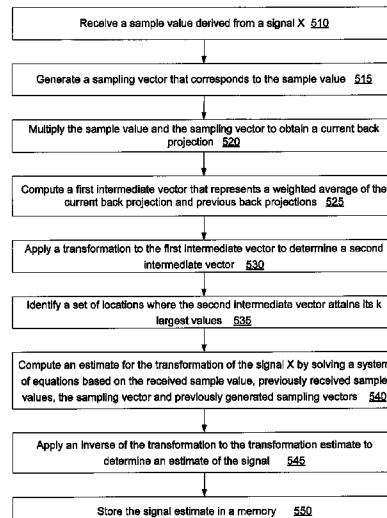 Receive a sample value derived from a signal X 510
Generate a sampling vector that corresponds to the sample value 515
Multiply the sample value and the sampling vector to obtain a current back
projection 520
Compute a first intermediate vector that represents a weighted average of the
current back projection and previous back projections 525
Apply a transformation to the first intermediate vector to determine a second
intermediate vector 530
Identify a set of locations where the second intermediate vector attains its k
largest values 535
Compute an estimate for the transformation of the signal X by solving a system
of equations based on the received sample value, previously received sample
values, the sampling vector and previously generated sampling vectors 540
Apply an inverse of the transformation to the transformation estimate to
determine an estimate of the signal 545
Store the signal estimate in a memory 550